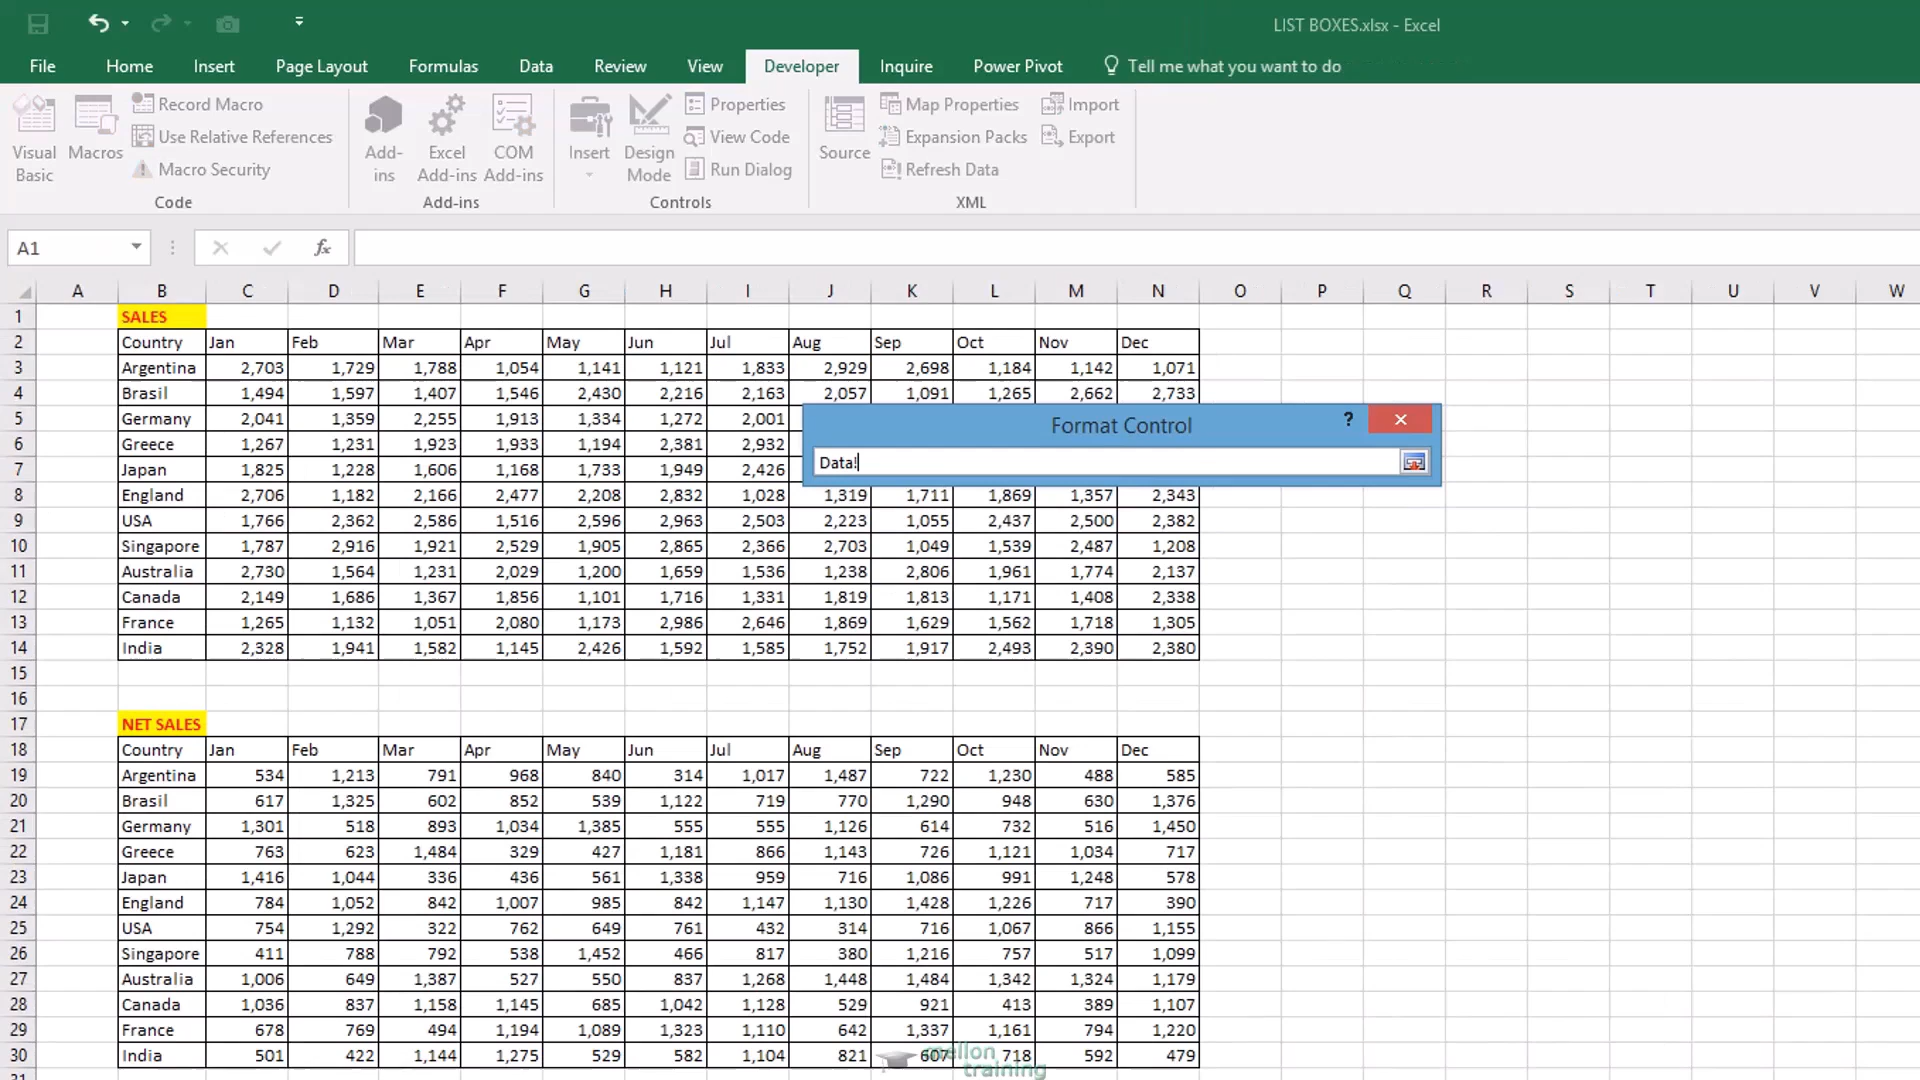 LIST BOXES.xlsx - Excel
File Home Insert Page Layout Formulas Data Review View Developer Inquire Power Pivot Tell me what you want to do
Visual Basic
Macros
Record Macro
Use Relative References
Macro Security
Code
Add-ins
Excel Add-ins
COM Add-ins
Add-ins
Insert
Design Mode
Properties
View Code
Run Dialog
Controls
Source
Map Properties
Expansion Packs
Refresh Data
Import
Export
XML
A1 fx
A B C D E F G H I J K L M N O P Q R S T U V W
1 SALES
2 Country Jan Feb Mar Apr May Jun Jul Aug Sep Oct Nov Dec
3 Argentina 2,703 1,729 1,788 1,054 1,141 1,121 1,833 2,929 2,698 1,184 1,142 1,071
4 Brasil 1,494 1,597 1,407 1,546 2,430 2,216 2,163 2,057 1,091 1,265 2,662 2,733
5 Germany 2,041 1,359 2,255 1,913 1,334 1,272 2,001
6 Greece 1,267 1,231 1,923 1,933 1,194 2,381 2,932
7 Japan 1,825 1,228 1,606 1,168 1,733 1,949 2,426
Format Control ?
Data!
8 England 2,706 1,182 2,166 2,477 2,208 2,832 1,028 1,319 1,711 1,869 1,357 2,343
9 USA 1,766 2,362 2,586 1,516 2,596 2,963 2,503 2,223 1,055 2,437 2,500 2,382
10 Singapore 1,787 2,916 1,921 2,529 1,905 2,865 2,366 2,703 1,049 1,539 2,487 1,208
11 Australia 2,730 1,564 1,231 2,029 1,200 1,659 1,536 1,238 2,806 1,961 1,774 2,137
12 Canada 2,149 1,686 1,367 1,856 1,101 1,716 1,331 1,819 1,813 1,171 1,408 2,338
13 France 1,265 1,132 1,051 2,080 1,173 2,986 2,646 1,869 1,629 1,562 1,718 1,305
14 India 2,328 1,941 1,582 1,145 2,426 1,592 1,585 1,752 1,917 2,493 2,390 2,380
15
16
17 NET SALES
18 Country Jan Feb Mar Apr May Jun Jul Aug Sep Oct Nov Dec
19 Argentina 534 1,213 791 968 840 314 1,017 1,487 722 1,230 488 585
20 Brasil 617 1,325 602 852 539 1,122 719 770 1,290 948 630 1,376
21 Germany 1,301 518 893 1,034 1,385 555 555 1,126 614 732 516 1,450
22 Greece 763 623 1,484 329 427 1,181 866 1,143 726 1,121 1,034 717
23 Japan 1,416 1,044 336 436 561 1,338 959 716 1,086 991 1,248 578
24 England 784 1,052 842 1,007 985 842 1,147 1,130 1,428 1,226 717 390
25 USA 754 1,292 322 762 649 761 432 314 716 1,067 866 1,155
26 Singapore 411 788 792 538 1,452 466 817 380 1,216 757 517 1,099
27 Australia 1,006 649 1,387 527 550 837 1,268 1,448 1,484 1,342 1,324 1,179
28 Canada 1,036 837 1,158 1,145 685 1,042 1,128 529 921 413 389 1,107
29 France 678 769 494 1,194 1,089 1,323 1,110 642 1,337 1,161 794 1,220
30 India 501 422 1,144 1,275 529 582 1,104 821 607 718 592 479
mellon
training